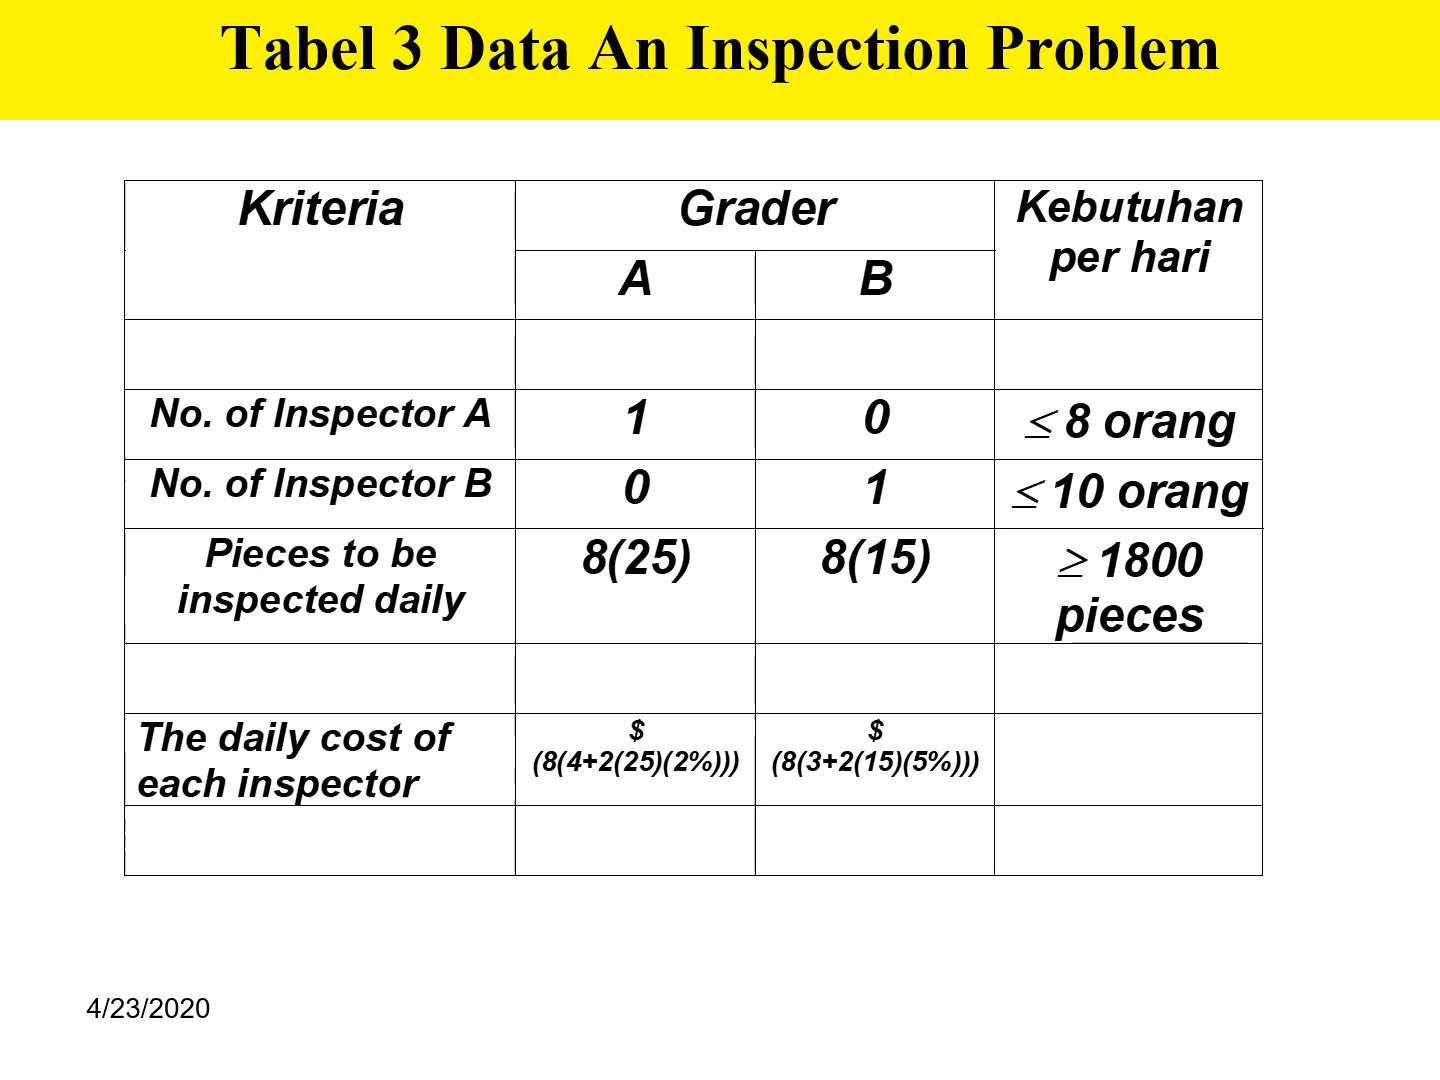 Tabel 3 Data An Inspection Problem
Kriteria
Grader
Kebutuhan
per hari
A
B
No. of Inspector A
1
0
≤ 8 orang
No. of Inspector B
0
1
≤ 10 orang
Pieces to be
inspected daily
8(25)
8(15)
≥ 1800
pieces
The daily cost of
each inspector
$
(8(4+2(25)(2%)))
$
(8(3+2(15)(5%)))
4/23/2020